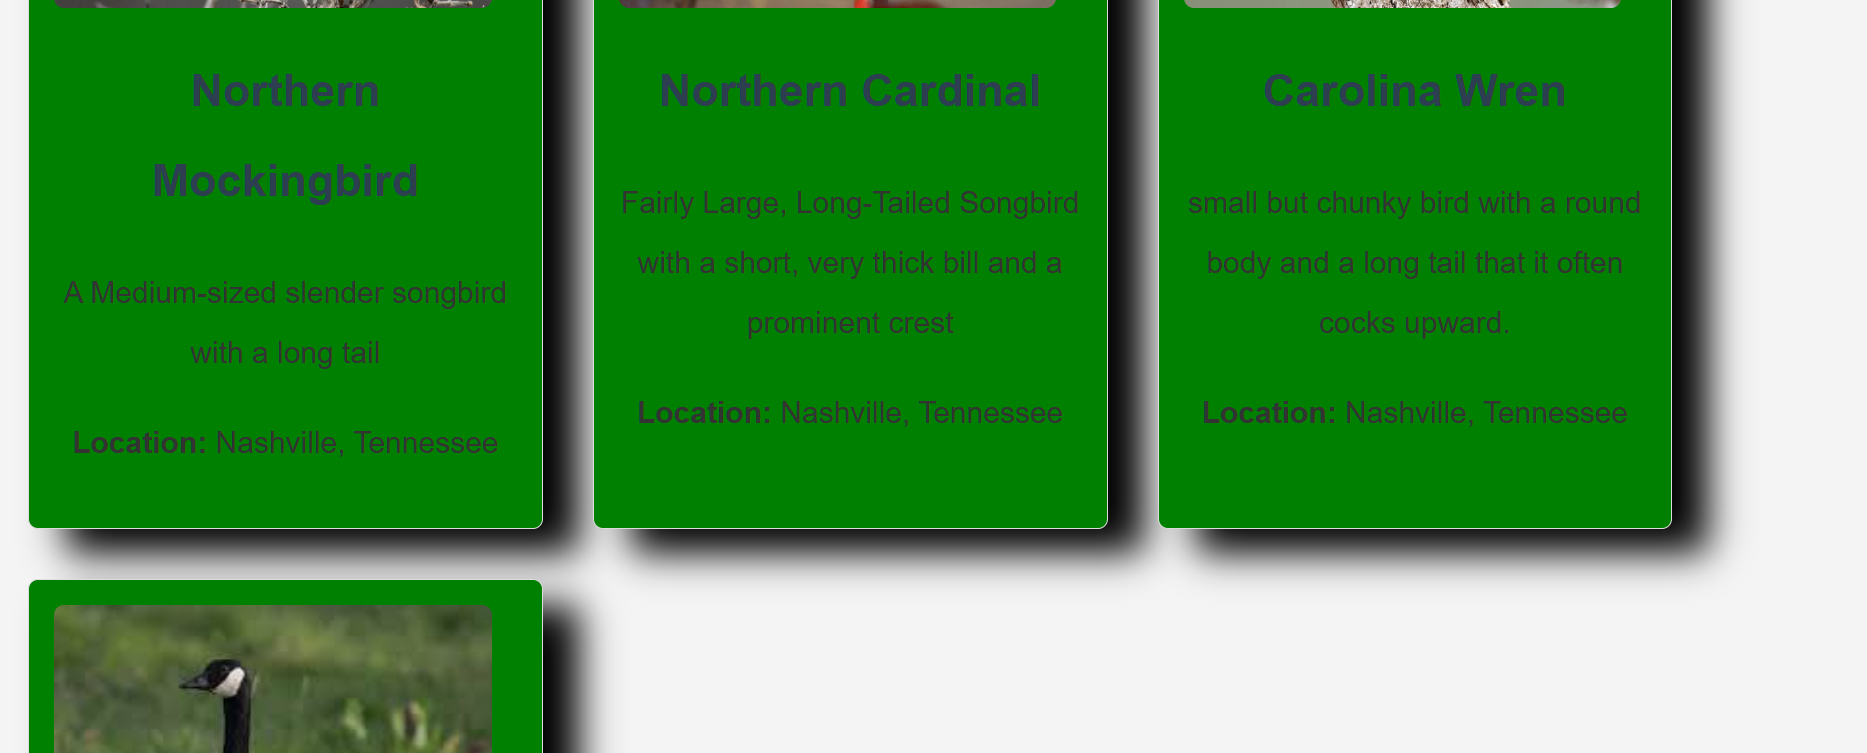 Northern
Mockingbird
A Medium-sized slender songbird
with a long tail
Location: Nashville, Tennessee
Northern Cardinal
Fairly Large, Long-Tailed Songbird
with a short, very thick bill and a
prominent crest
Location: Nashville, Tennessee
Carolina Wren
small but chunky bird with a round
body and a long tail that it often
cocks upward.
Location: Nashville, Tennessee